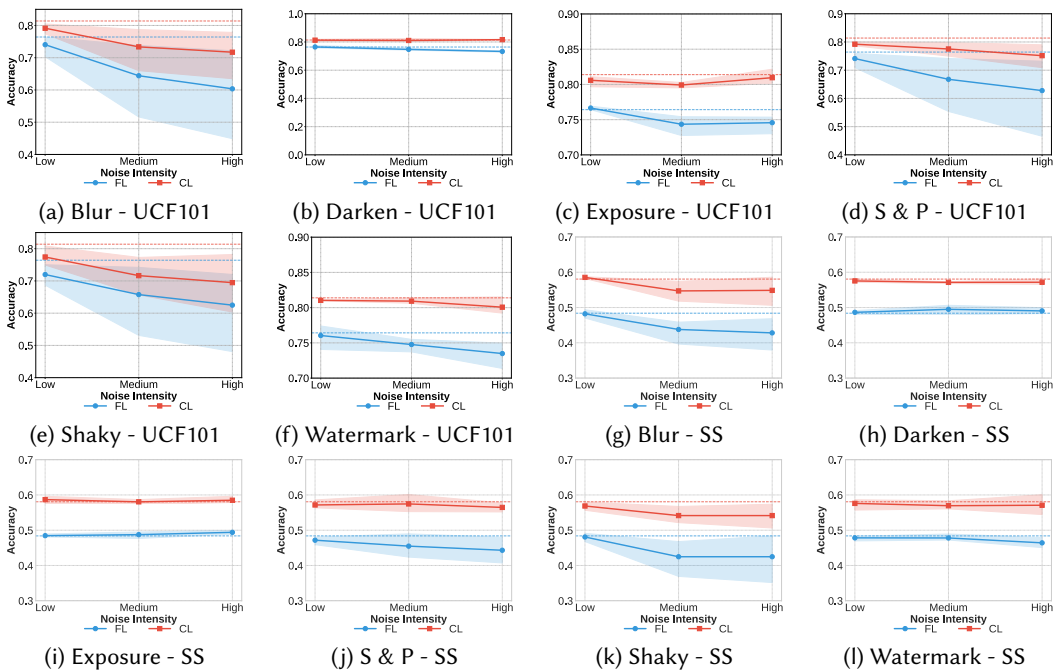 Accuracy
0.8
0.7
0.6
0.5
0.4
Low Medium High
Noise Intensity
FL CL
(a) Blur - UCF101
Accuracy
1.0
0.8
0.6
0.4
0.2
0.0
Low Medium High
Noise Intensity
FL CL
(b) Darken - UCF101
Accuracy
0.90
0.85
0.80
0.75
0.70
Low Medium High
Noise Intensity
FL CL
(c) Exposure - UCF101
Accuracy
0.9
0.8
0.7
0.6
0.5
0.4
Low Medium High
Noise Intensity
FL CL
(d) S & P - UCF101
Accuracy
0.8
0.7
0.6
0.5
0.4
Low Medium High
Noise Intensity
FL CL
(e) Shaky - UCF101
Accuracy
0.90
0.85
0.80
0.75
0.70
Low Medium High
Noise Intensity
FL CL
(f) Watermark - UCF101
Accuracy
0.7
0.6
0.5
0.4
0.3
Low Medium High
Noise Intensity
FL CL
(g) Blur - SS
Accuracy
0.7
0.6
0.5
0.4
0.3
Low Medium High
Noise Intensity
FL CL
(h) Darken - SS
Accuracy
0.7
0.6
0.5
0.4
0.3
Low Medium High
Noise Intensity
FL CL
(i) Exposure - SS
Accuracy
0.7
0.6
0.5
0.4
0.3
Low Medium High
Noise Intensity
FL CL
(j) S & P - SS
Accuracy
0.7
0.6
0.5
0.4
0.3
Low Medium High
Noise Intensity
FL CL
(k) Shaky - SS
Accuracy
0.7
0.6
0.5
0.4
0.3
Low Medium High
Noise Intensity
FL CL
(l) Watermark - SS